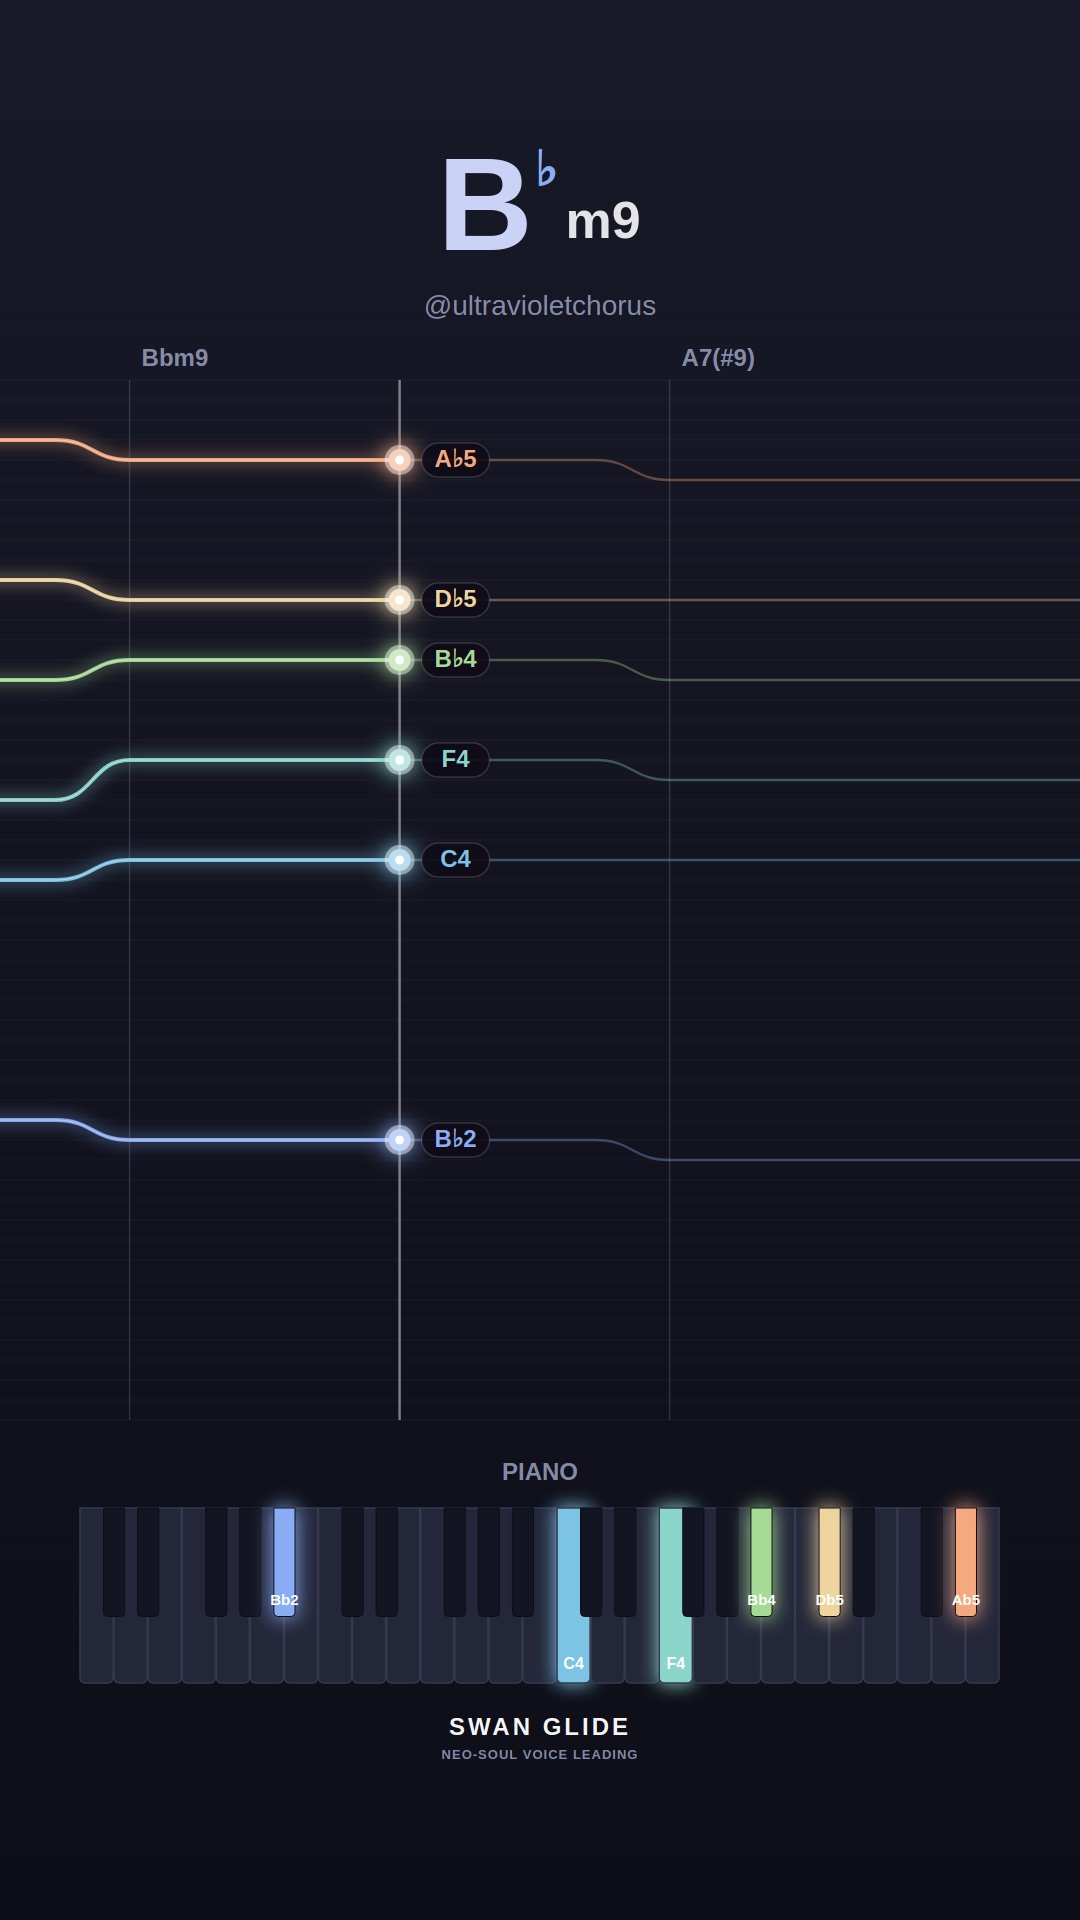 B♭m9
@ultravioletchorus
Bbm9 A7(#9)
A♭5
D♭5
B♭4
F4
C4
B♭2
PIANO
Bb2 Bb4 Db5 Ab5
C4 F4
SWAN GLIDE
NEO-SOUL VOICE LEADING